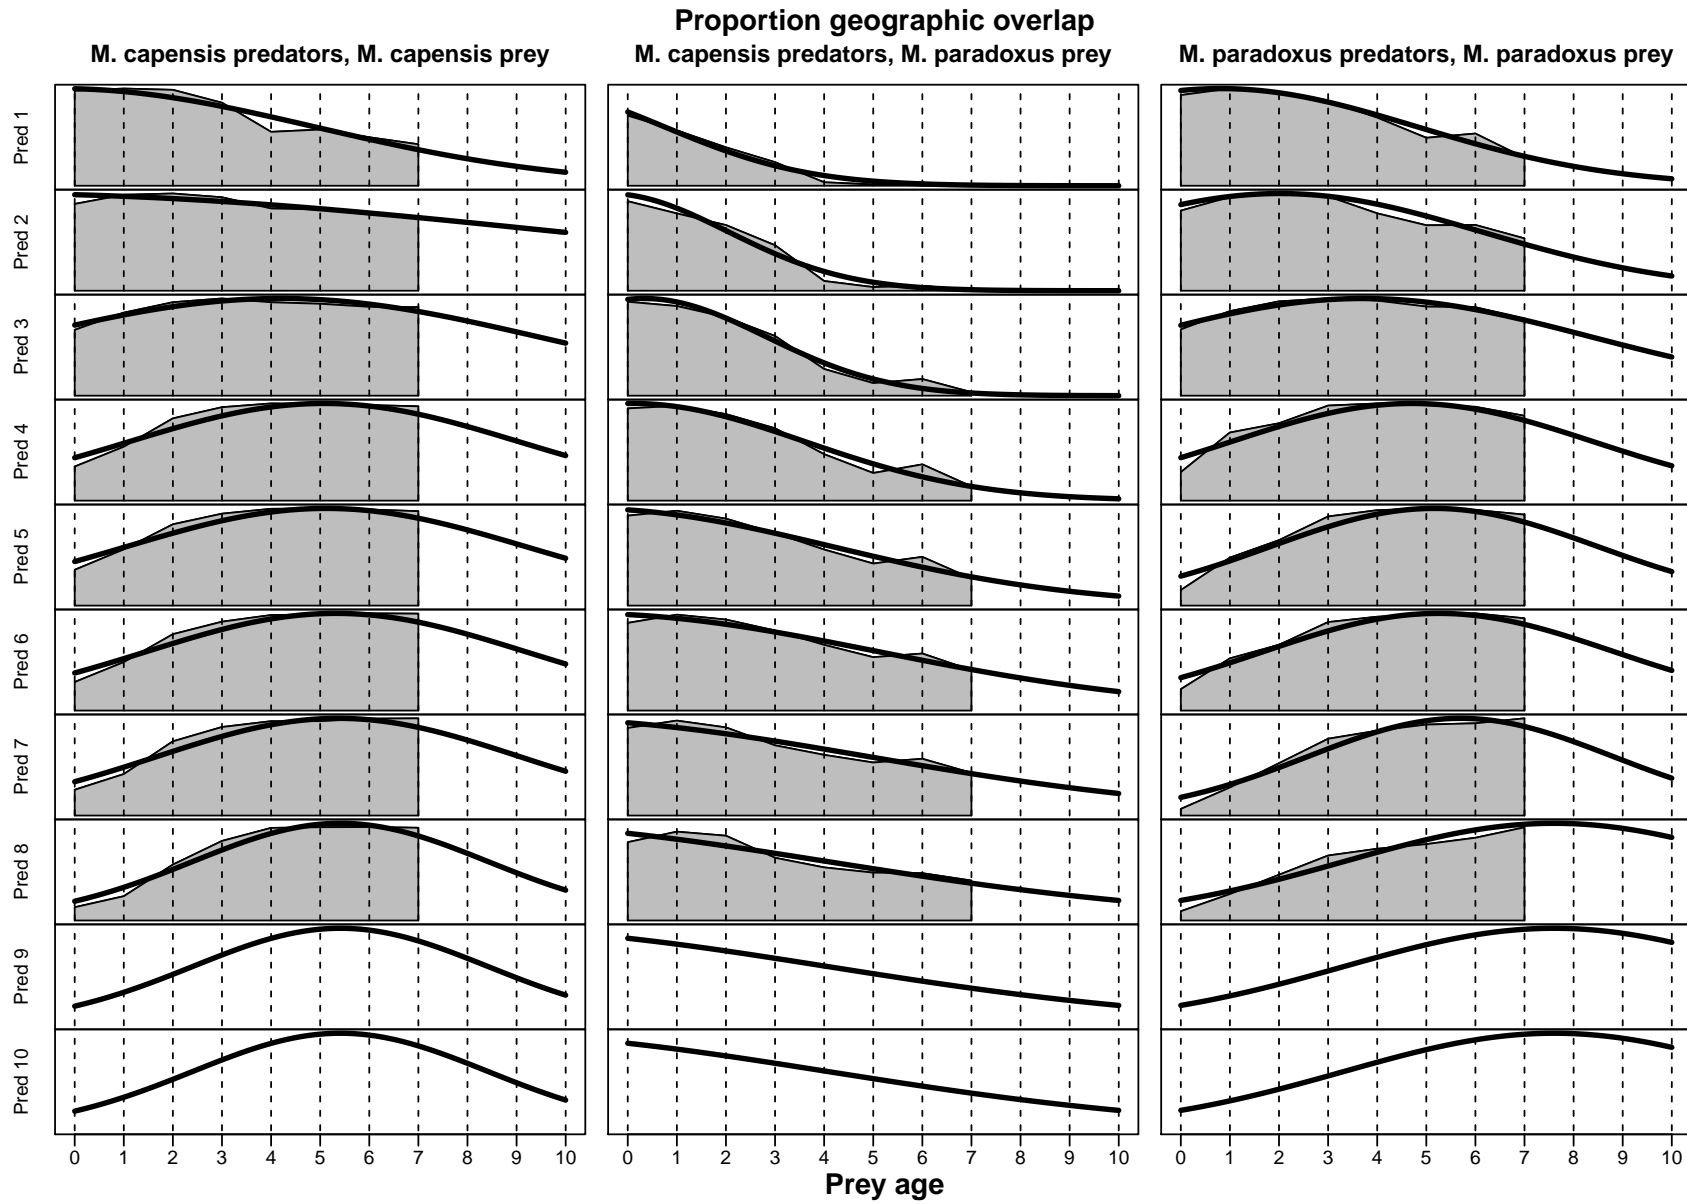 Proportion geographic overlap
M. capensis predators, M. capensis prey
M. capensis predators, M. paradoxus prey
M. paradoxus predators, M. paradoxus prey
Pred 1
Pred 2
Pred 3
Pred 4
Pred 5
Pred 6
Pred 7
Pred 8
Pred 9
Pred 10
0 1 2 3 4 5 6 7 8 9 10
0 1 2 3 4 5 6 7 8 9 10
0 1 2 3 4 5 6 7 8 9 10
Prey age